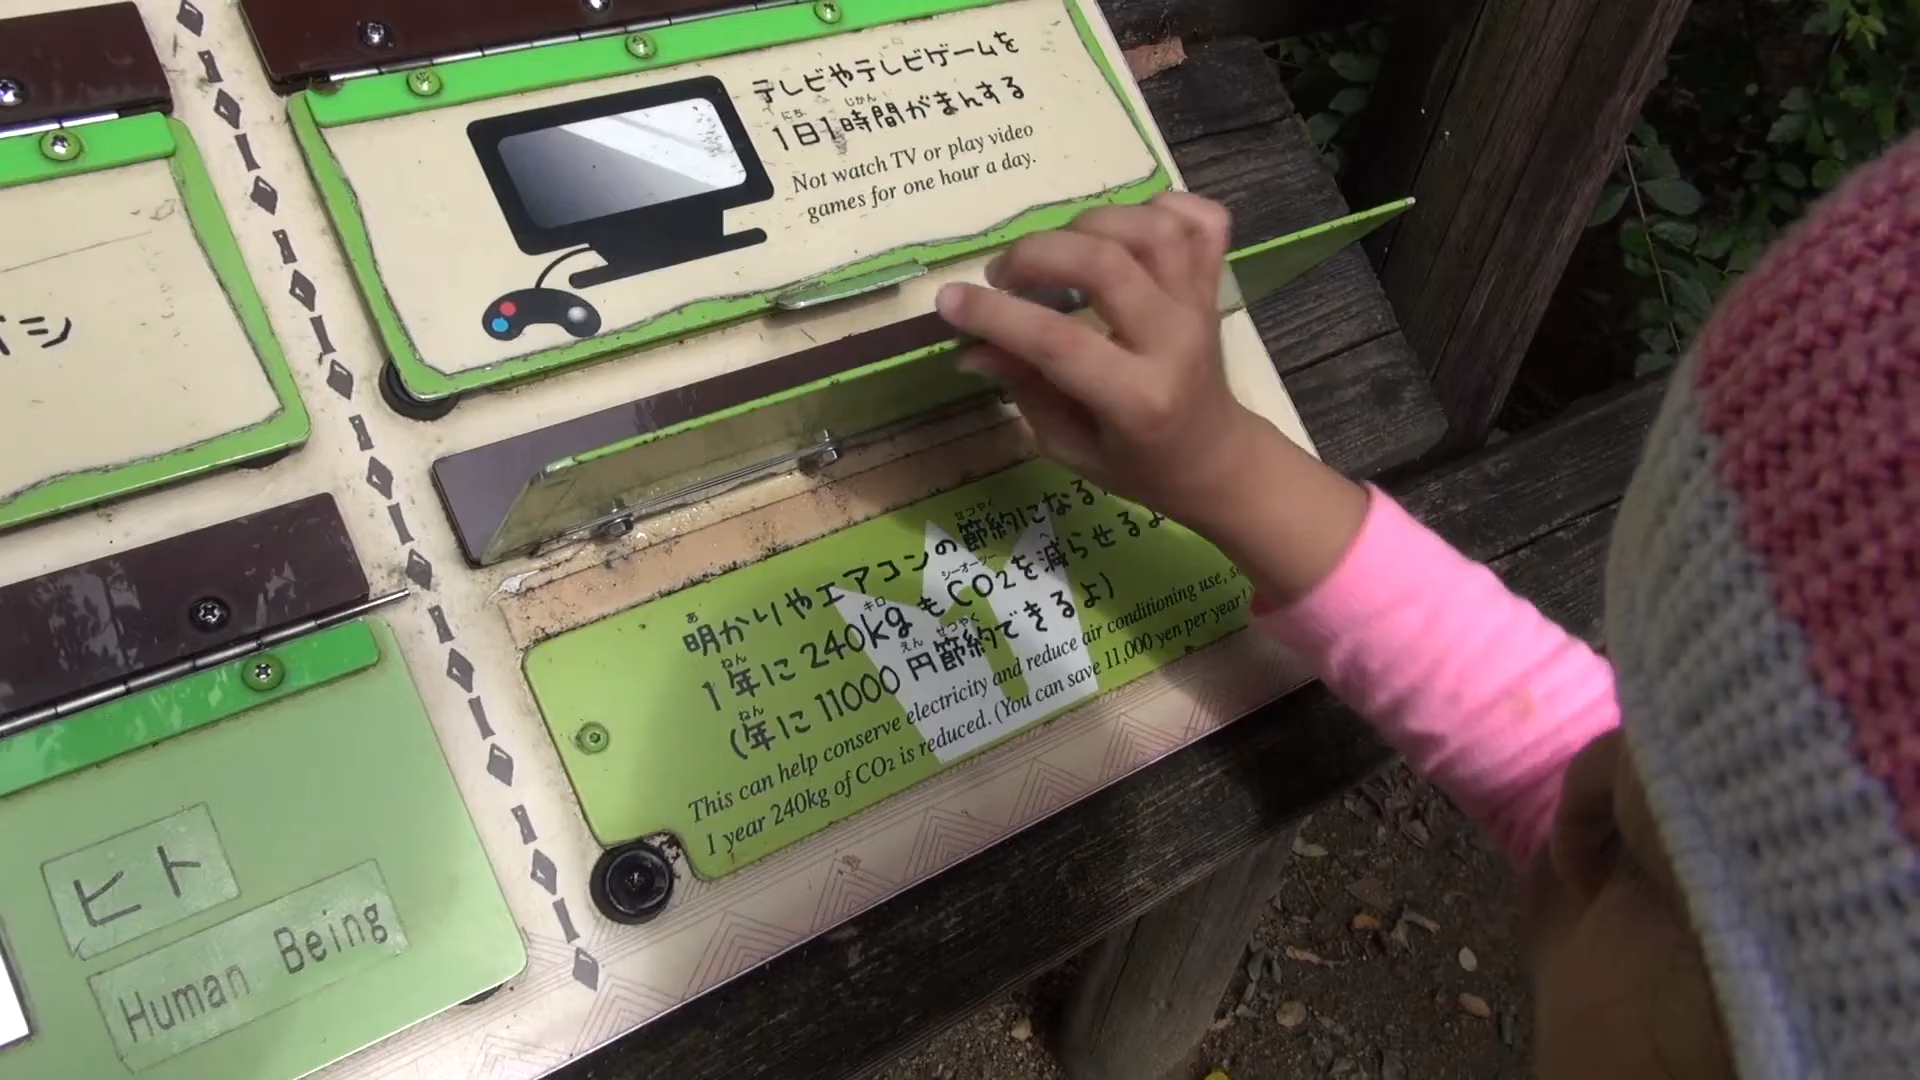 テレビやテレビゲームを
1日1時間がまんする
Not watch TV or play video
games for one hour a day.
明かりやエアコンの節約になる
1年に240kgもCO2を減らせるよ
(年に11000円節約できるよ)
This can help conserve electricity and reduce air conditioning use,
1 year 240kg of CO2 is reduced. (You can save 11,000 yen per year!
シ
ヒト
Human Being